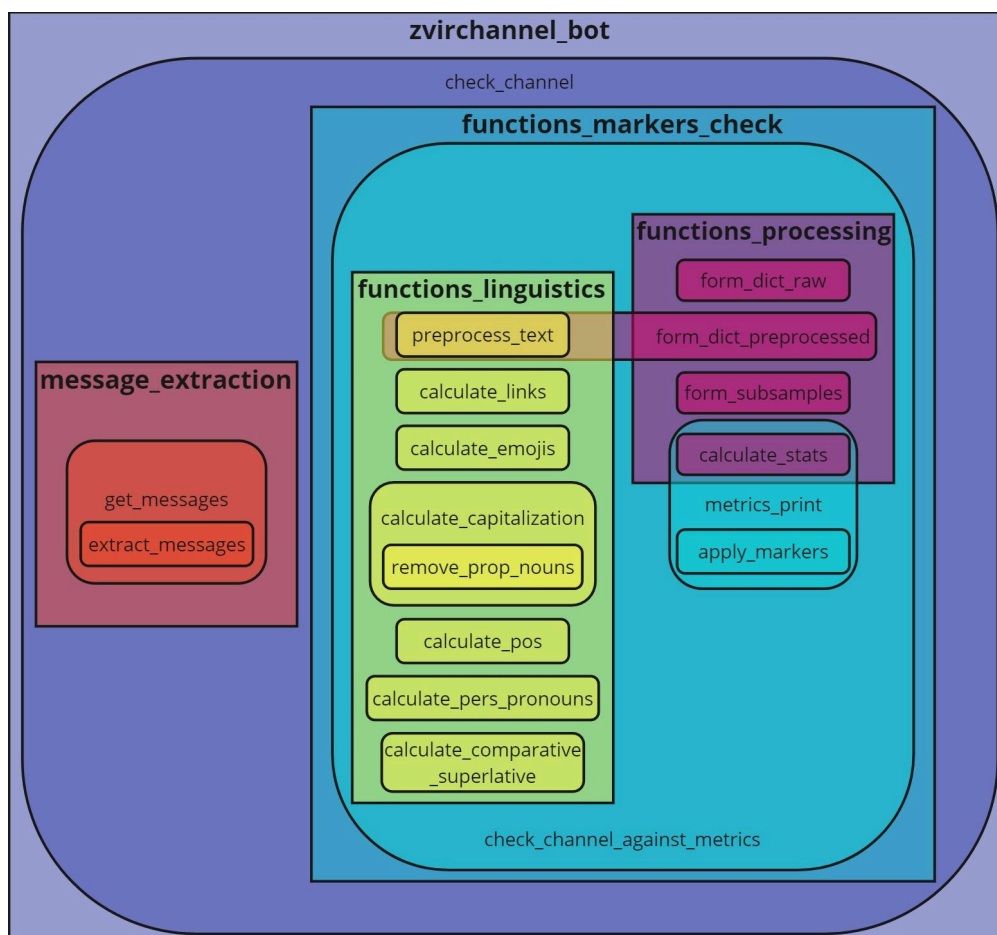 zvirchannel_bot
check_channel
functions_markers_check
functions_processing
form_dict_raw
functions_linguistics
preprocess_text
form_dict_preprocessed
message_extraction
calculate_links
form_subsamples
calculate_emojis
calculate_stats
get_messages
calculate_capitalization
metrics_print
extract_messages
remove_prop_nouns
apply_markers
calculate_pos
calculate_pers_pronouns
calculate_comparative
_superlative
check_channel_against_metrics